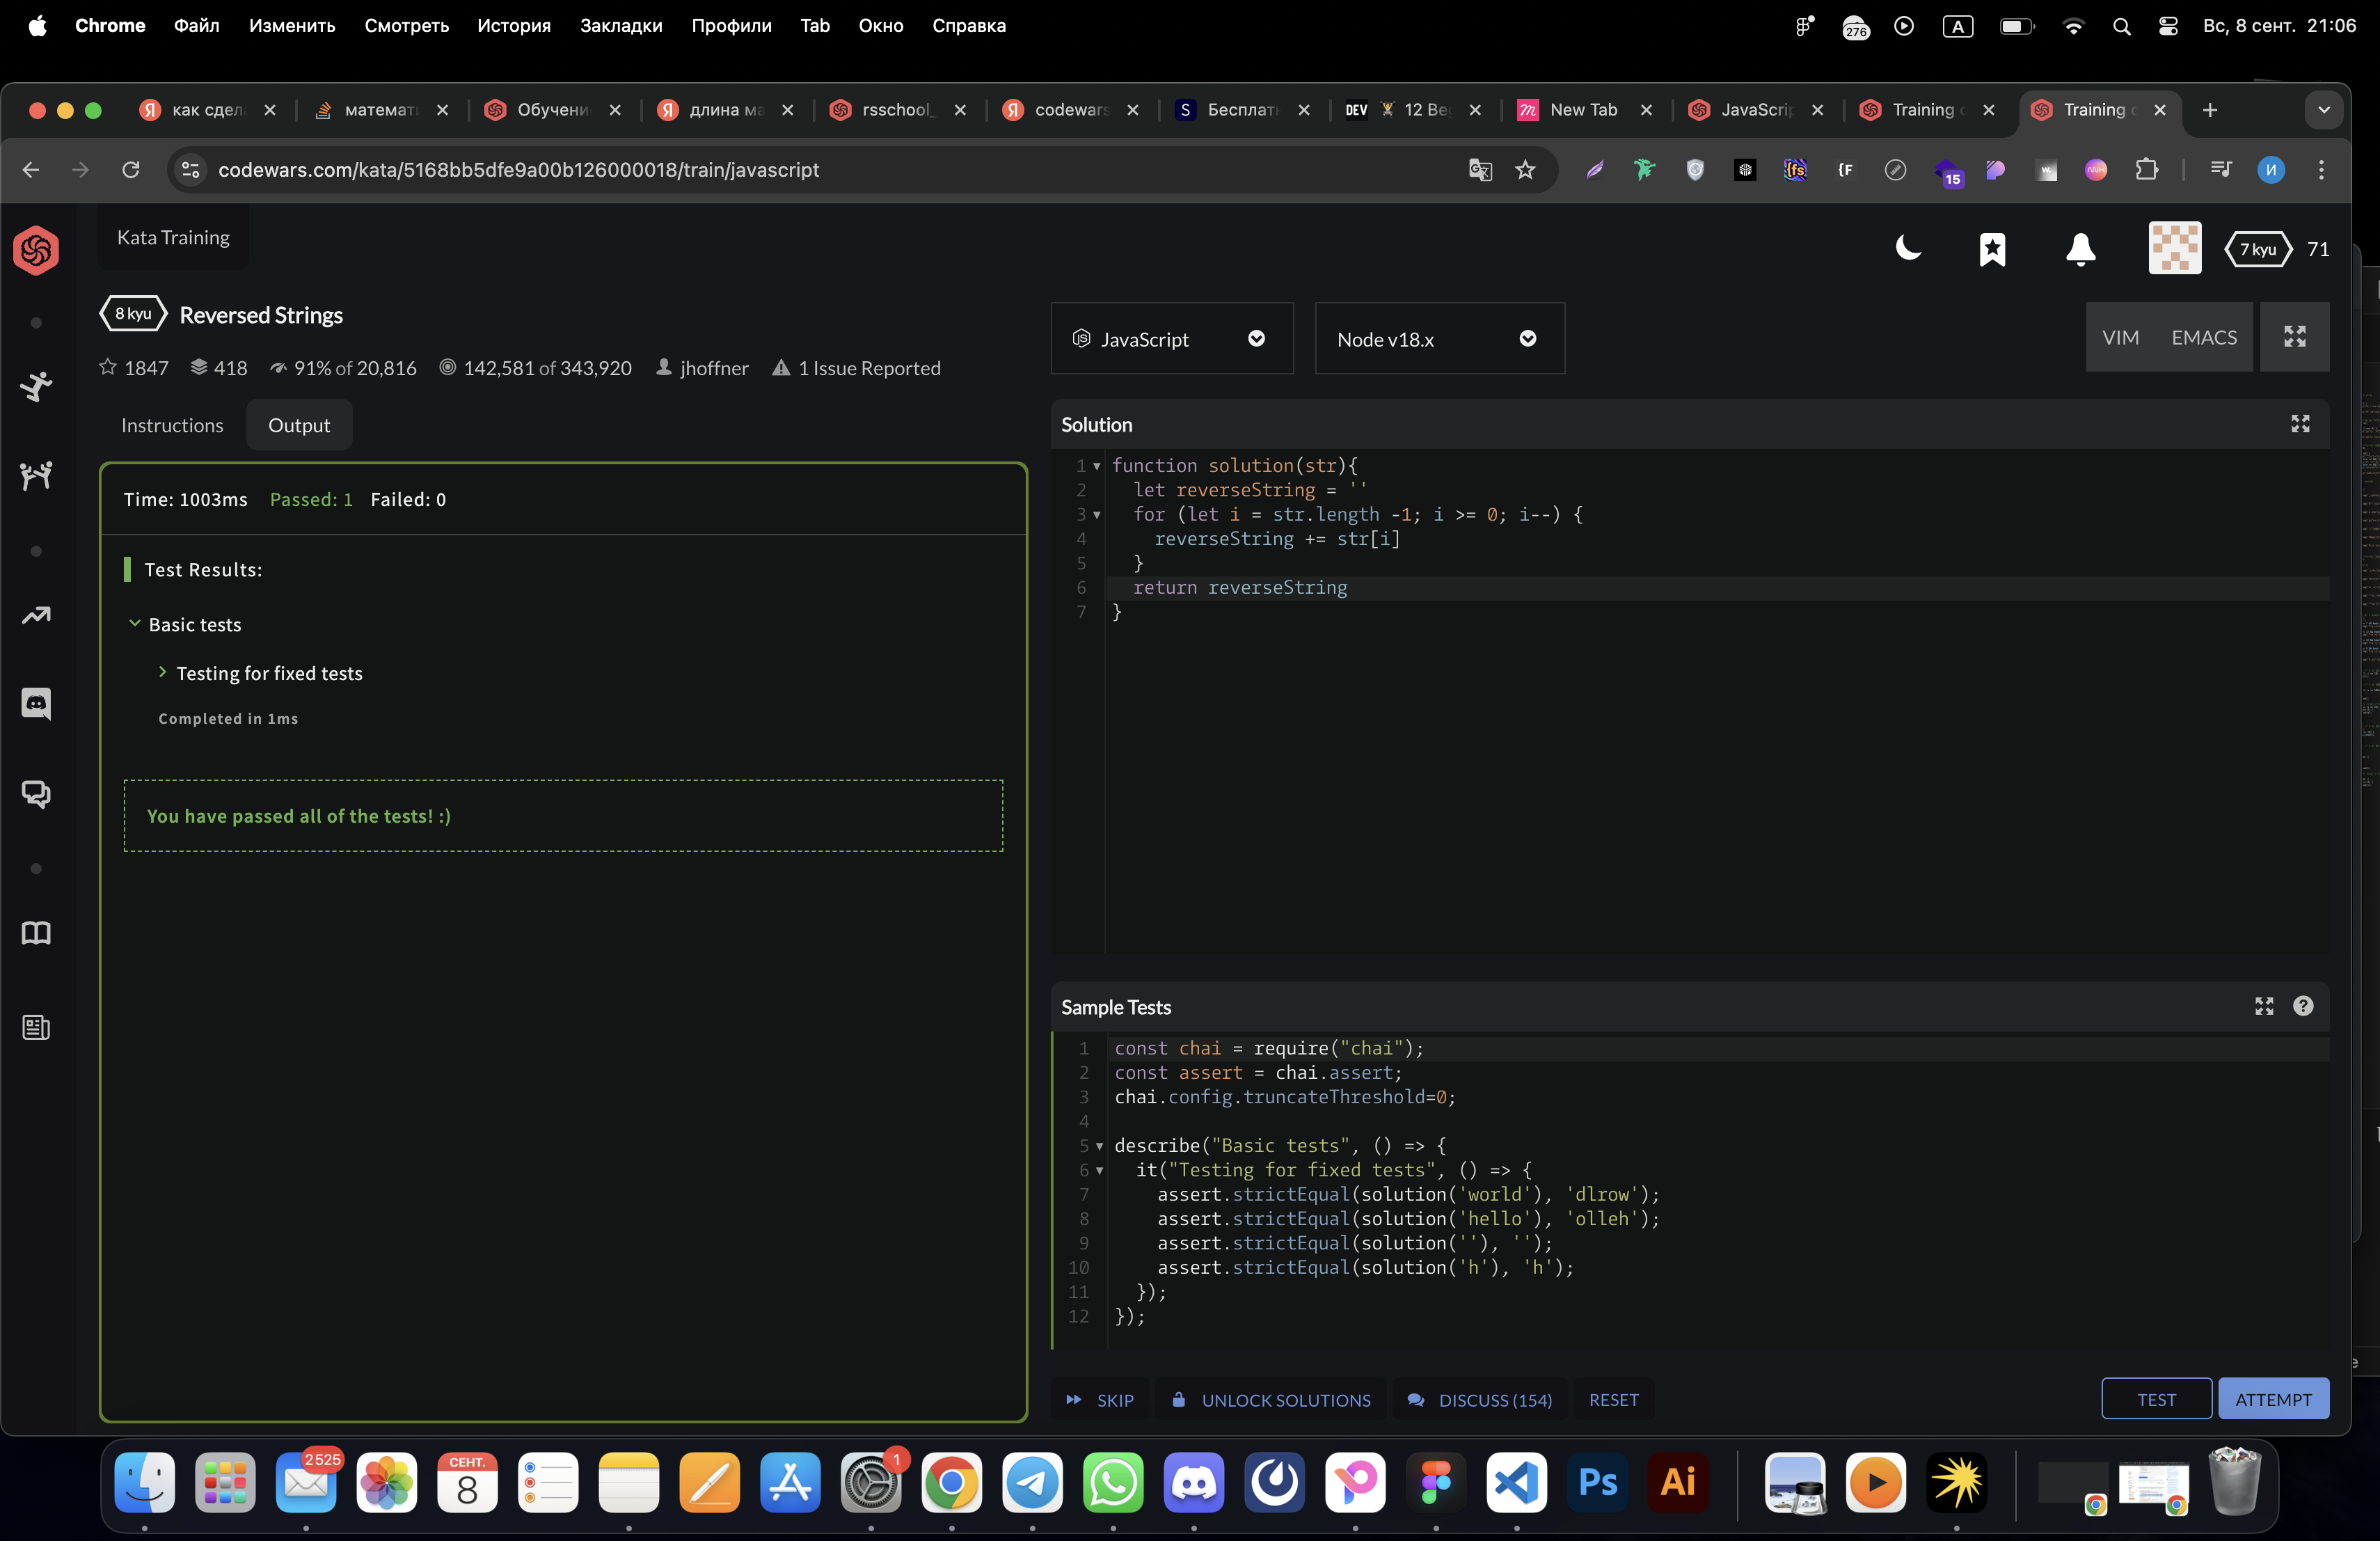 Chrome Файл Изменить Смотреть История Закладки Профили Tab Окно Справка 276 A Вс, 8 сент. 21:06
как сдел математ Обучени длина ма rsschool_ codewars S Бесплат DEV 12 Be New Tab JavaScrip Training Training
codewars.com/kata/5168bb5dfe9a00b126000018/train/javascript {fs} {F 15 w. И
Kata Training
7 kyu 71
8 kyu Reversed Strings
1847 418 91% of 20,816 142,581 of 343,920 jhoffner 1 Issue Reported
JavaScript Node v18.x VIM EMACS
Instructions Output
Time: 1003ms Passed: 1 Failed: 0
Test Results:
Basic tests
Testing for fixed tests
Completed in 1ms
You have passed all of the tests! :)
Solution
1 function solution(str){
2 let reverseString = ''
3 for (let i = str.length -1; i >= 0; i--) {
4 reverseString += str[i]
5 }
6 return reverseString
7 }
Sample Tests
1 const chai = require("chai");
2 const assert = chai.assert;
3 chai.config.truncateThreshold=0;
4
5 describe("Basic tests", () => {
6 it("Testing for fixed tests", () => {
7 assert.strictEqual(solution('world'), 'dlrow');
8 assert.strictEqual(solution('hello'), 'olleh');
9 assert.strictEqual(solution(''), '');
10 assert.strictEqual(solution('h'), 'h');
11 });
12 });
SKIP UNLOCK SOLUTIONS DISCUSS (154) RESET TEST ATTEMPT
2525 СЕНТ. 8 1 Ps Ai